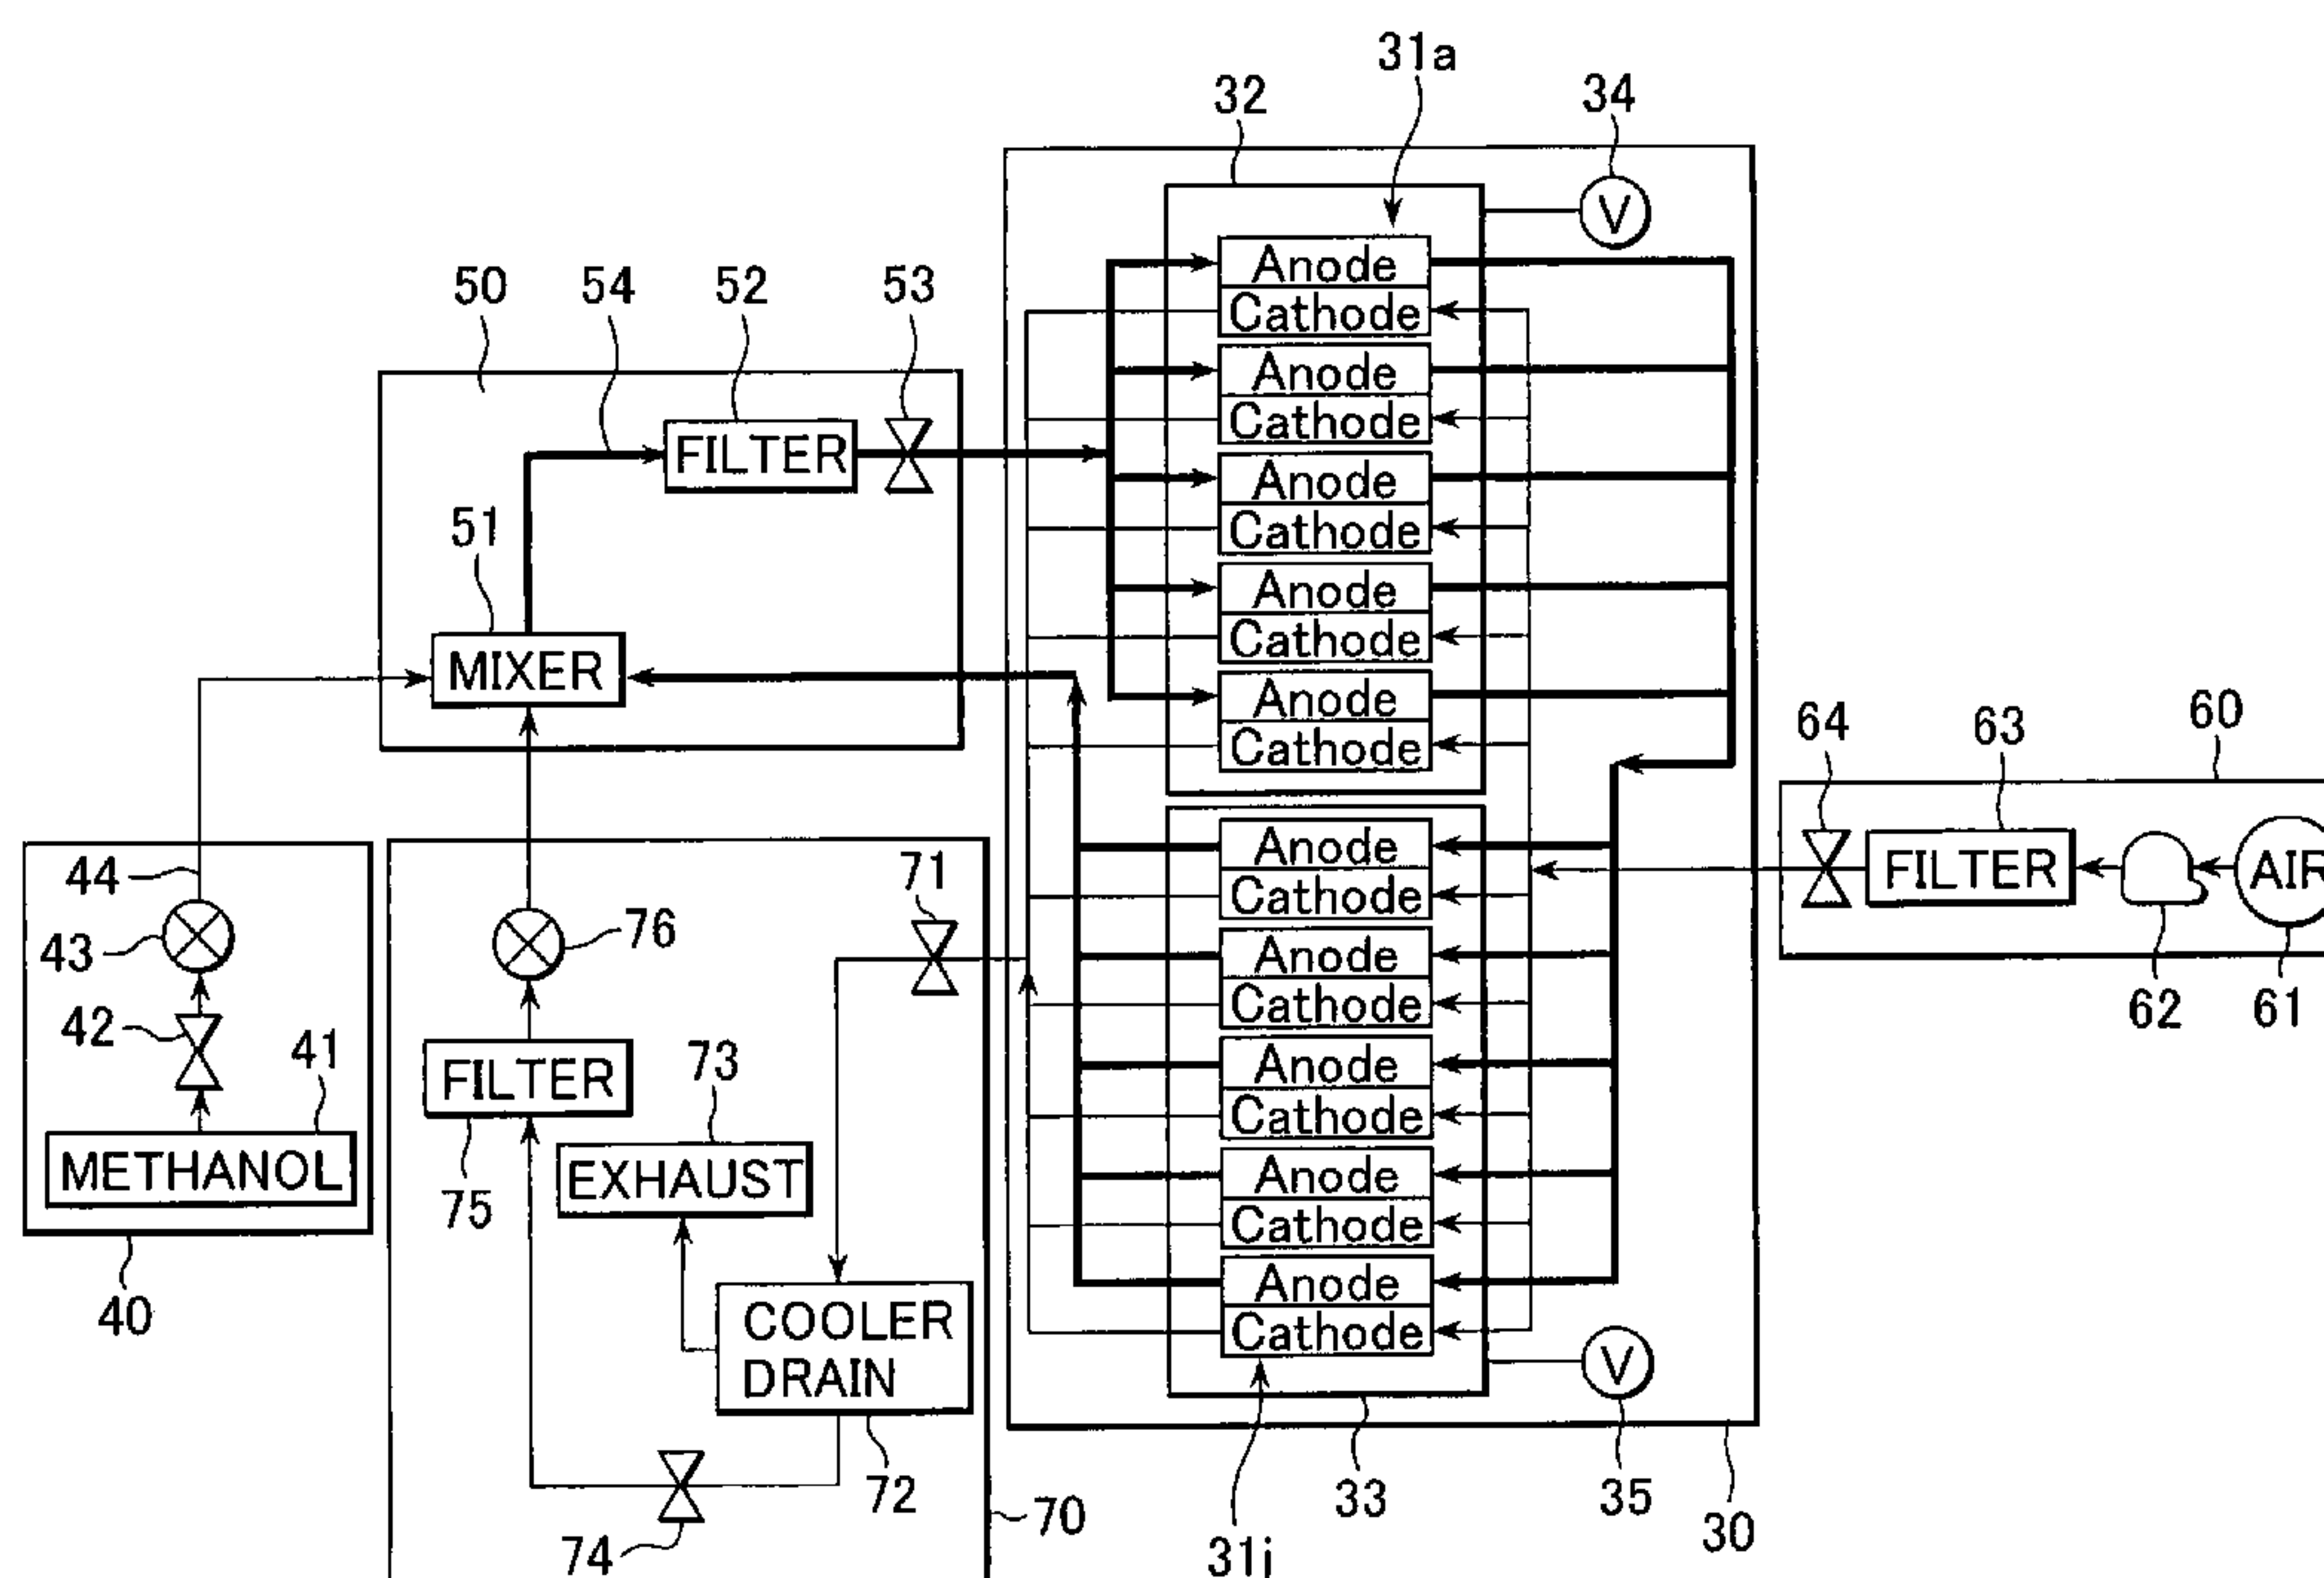 31a
32
34
V
Anode
Cathode
50
54
52
53
Anode
Cathode
FILTER
Anode
Cathode
51
Anode
Cathode
MIXER
Anode
Cathode
64
63
60
44
43
42
41
METHANOL
40
71
76
73
FILTER
75
EXHAUST
COOLER
DRAIN
72
74
70
Anode
Cathode
Anode
Cathode
Anode
Cathode
Anode
Cathode
Anode
Cathode
FILTER
AIR
62
61
V
33
35
30
31j